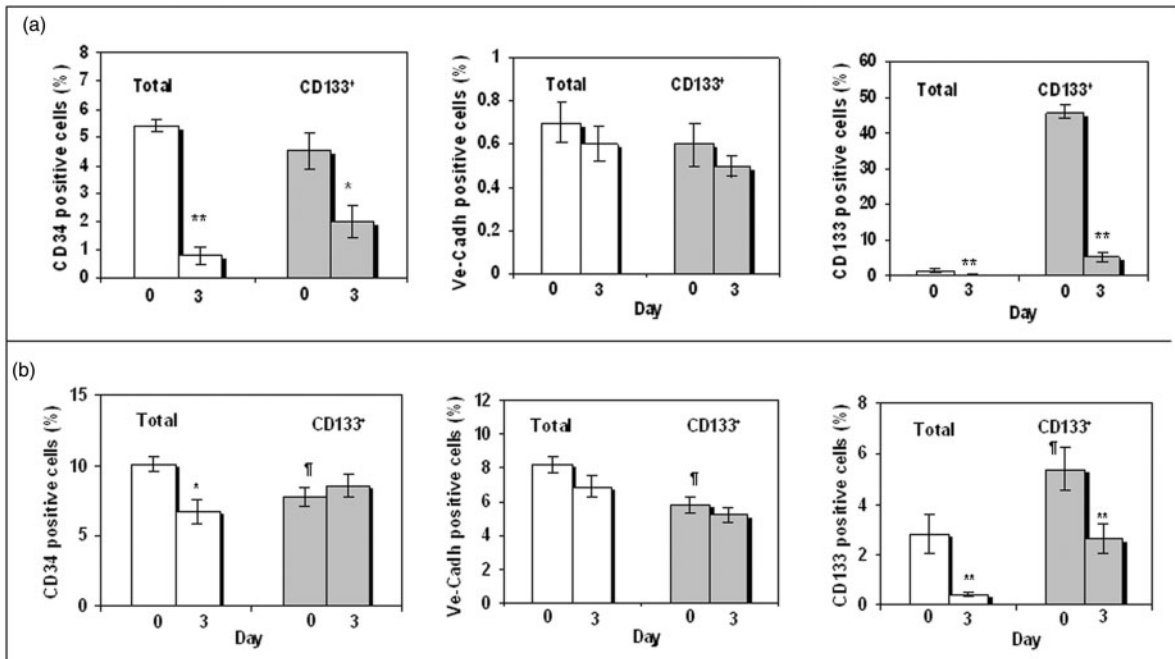 (a)
CD34 positive cells (%)
8
7
6
5
4
3
2
1
0
Total
CD133⁺
**
*
0 3 0 3
Day
Ve-Cadh positive cells (%)
1
0.8
0.6
0.4
0.2
0
Total
CD133⁺
0 3 0 3
Day
CD133 positive cells (%)
60
50
40
30
20
10
0
Total
CD133⁺
**
**
0 3 0 3
Day
(b)
CD34 positive cells (%)
15
10
5
0
Total
CD133⁺
*
¶
0 3 0 3
Day
Ve-Cadh positive cells (%)
12
10
8
6
4
2
0
Total
CD133⁺
¶
0 3 0 3
Day
CD133 positive cells (%)
8
6
4
2
0
Total
CD133⁺
¶
**
**
0 3 0 3
Day